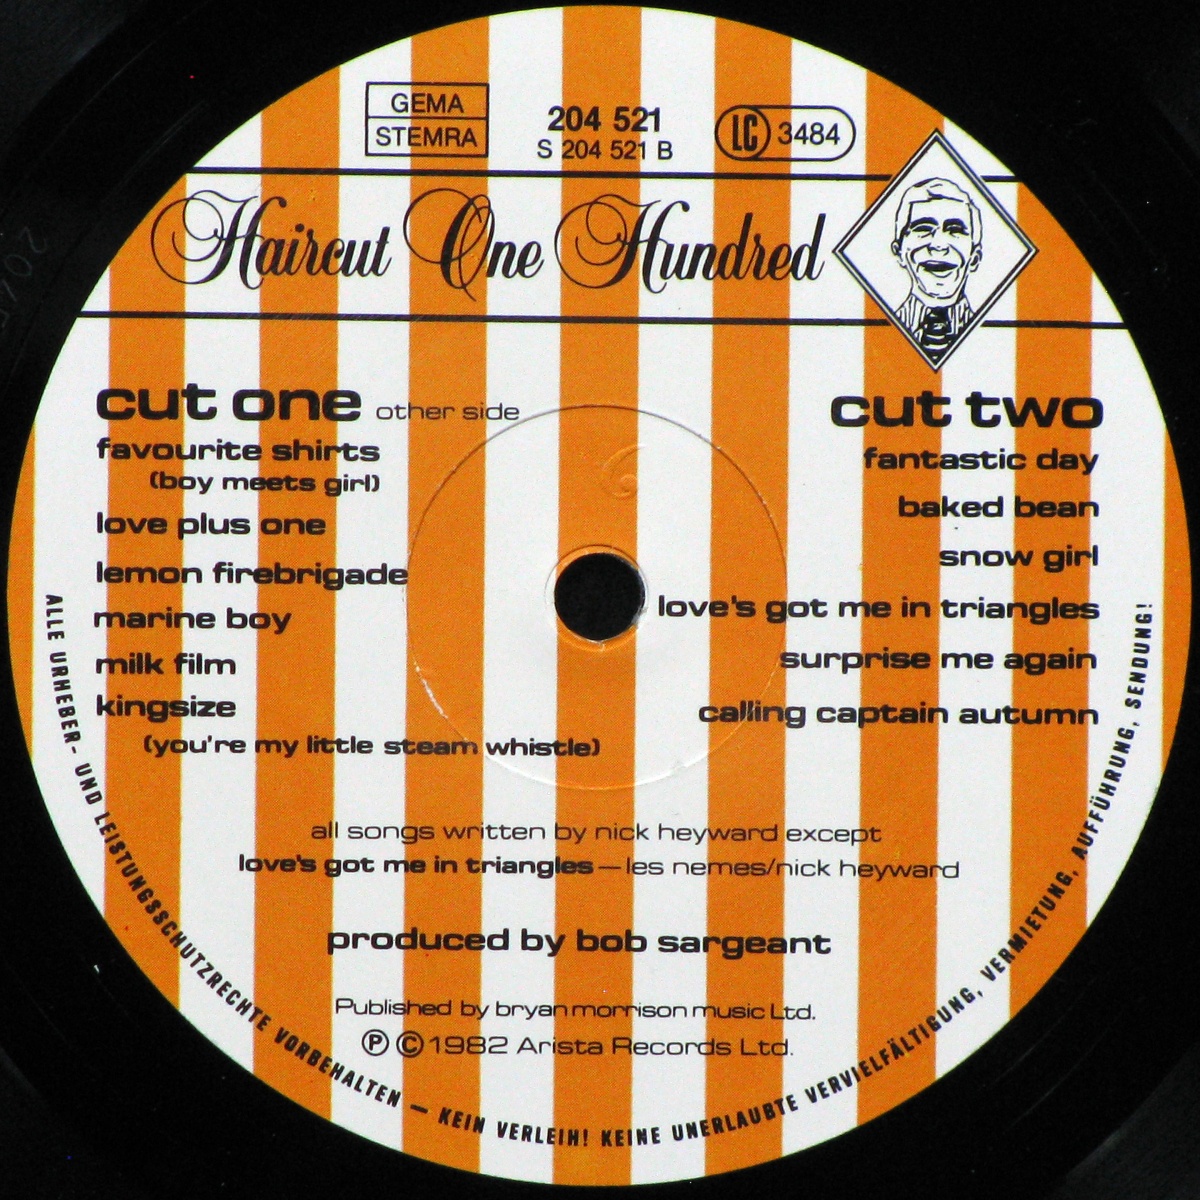 GEMA
STEMRA
204 521
S 204 521 B
LC 3484
Haircut One Hundred
cut one other side
favourite shirts
(boy meets girl)
love plus one
lemon firebrigade
marine boy
milk film
kingsize
(you're my little steam whistle)
cut two
fantastic day
baked bean
snow girl
love's got me in triangles
surprise me again
calling captain autumn
all songs written by nick heyward except
love's got me in triangles — les nemes/nick heyward
produced by bob sargeant
Published by bryan morrison music Ltd.
Ⓟ © 1982 Arista Records Ltd.
ALLE URHEBER- UND LEISTUNGSSCHUTZRECHTE VORBEHALTEN — KEIN VERLEIH! KEINE UNERLAUBTE VERVIELFÄLTIGUNG, VERMIETUNG, AUFFÜHRUNG, SENDUNG!